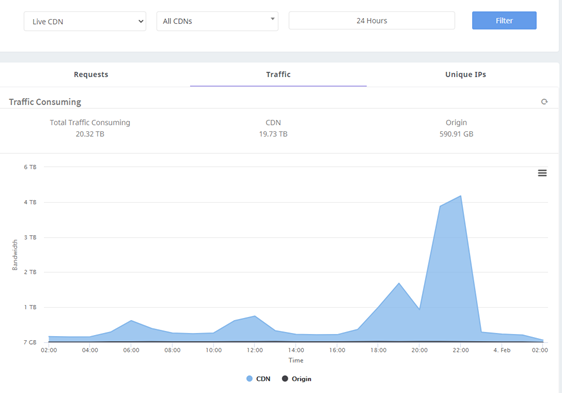 Live CDN
All CDNs
24 Hours
Filter
Requests
Traffic
Unique IPs
Traffic Consuming
Total Traffic Consuming
CDN
Origin
20.32 TB
19.73 TB
590.91 GB
6 TB
4 TB
3 TB
2 TB
1 TB
7 GB
Bandwidth
02:00
04:00
06:00
08:00
10:00
12:00
14:00
16:00
18:00
20:00
22:00
4. Feb
02:00
Time
CDN
Origin